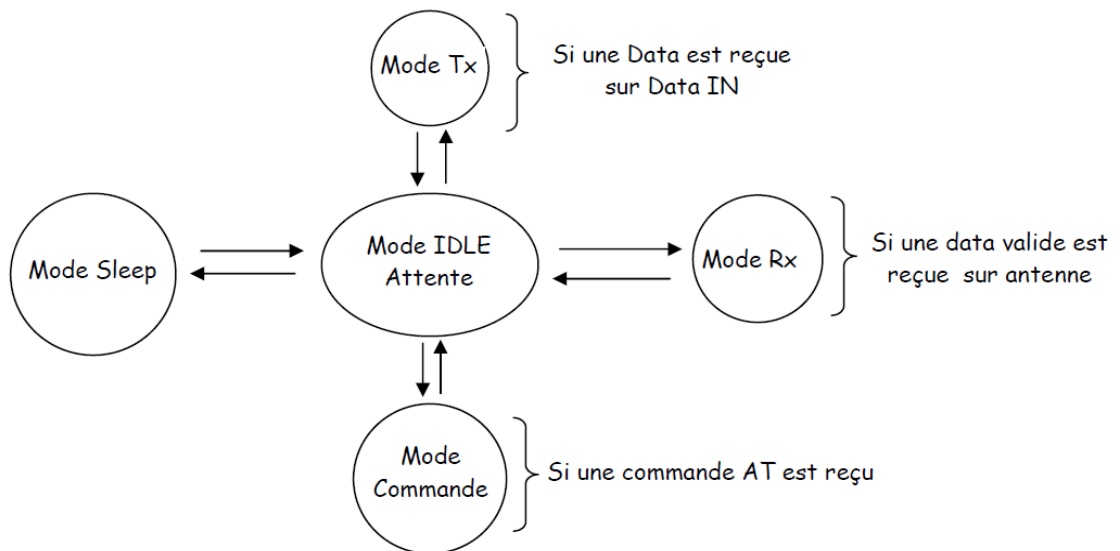 Mode Tx
Si une Data est reçue
sur Data IN
Mode Sleep
Mode IDLE
Attente
Mode Rx
Si une data valide est
reçue sur antenne
Mode
Commande
Si une commande AT est reçu